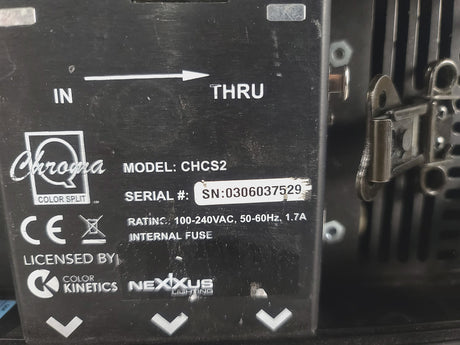 IN THRU
Chroma Q
COLOR SPLIT
MODEL: CHCS2
SERIAL #: SN:0306037529
RATING: 100-240VAC, 50-60Hz, 1.7A
INTERNAL FUSE
CE
LICENSED BY
COLOR
KINETICS
NEXXUS
LIGHTING